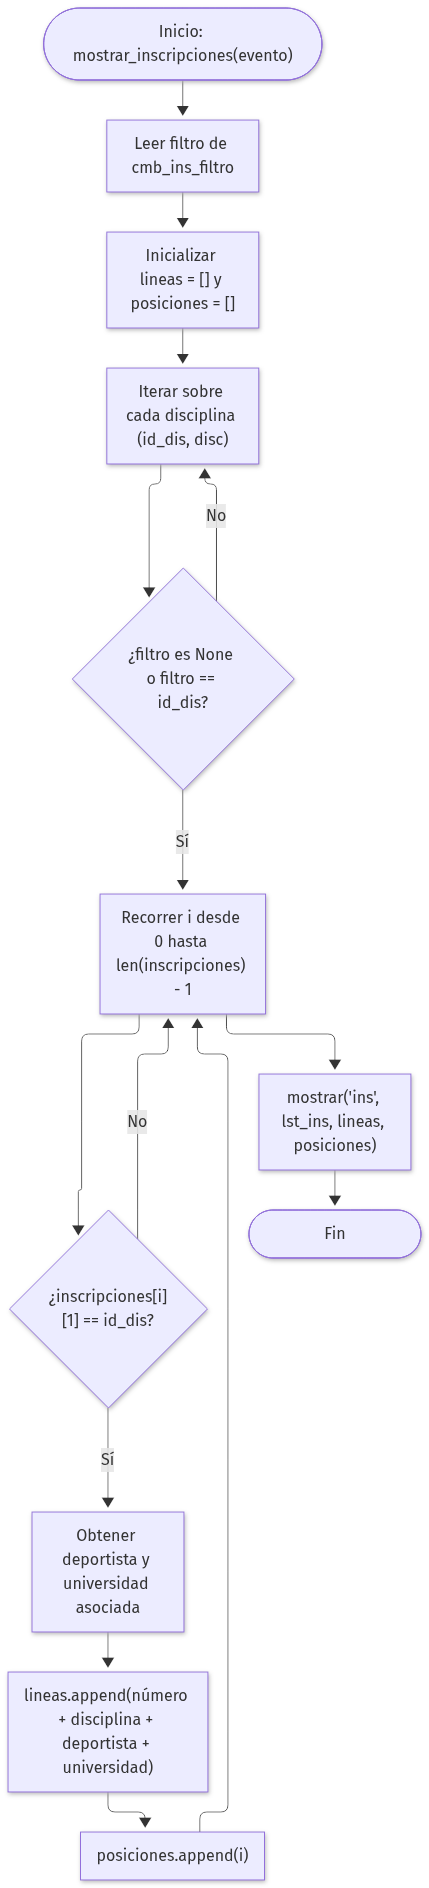 Inicio:
mostrar_inscripciones(evento)
Leer filtro de
cmb_ins_filtro
Inicializar
lineas = [] y
posiciones = []
Iterar sobre
cada disciplina
(id_dis, disc)
No
¿filtro es None
o filtro ==
id_dis?
Sí
Recorrer i desde
0 hasta
len(inscripciones)
- 1
mostrar('ins',
lst_ins, lineas,
posiciones)
No
Fin
¿inscripciones[i]
[1] == id_dis?
Sí
Obtener
deportista y
universidad
asociada
lineas.append(número
+ disciplina +
deportista +
universidad)
posiciones.append(i)